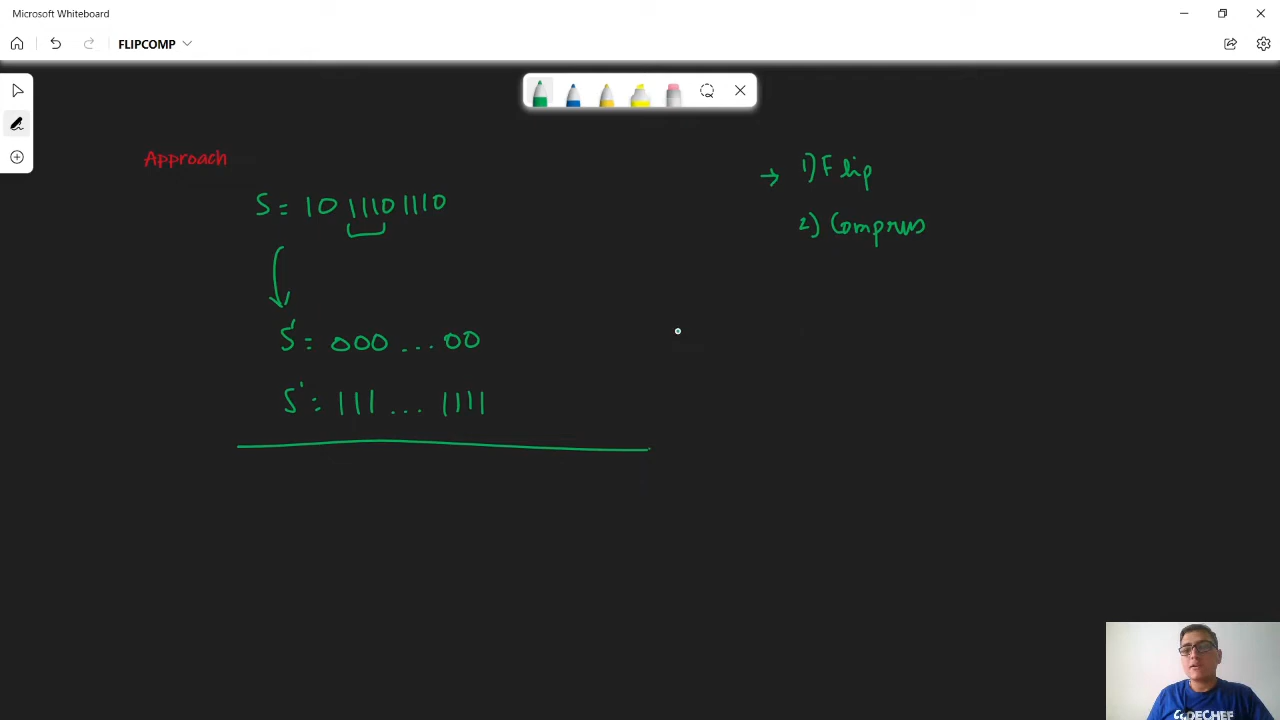 Microsoft Whiteboard
FLIPCOMP
Approach
S = 10 1110 1110
S' = 000 ... 00
S' = 111 ... 1111
→ 1) Flip
2) Compress
CODECHEF